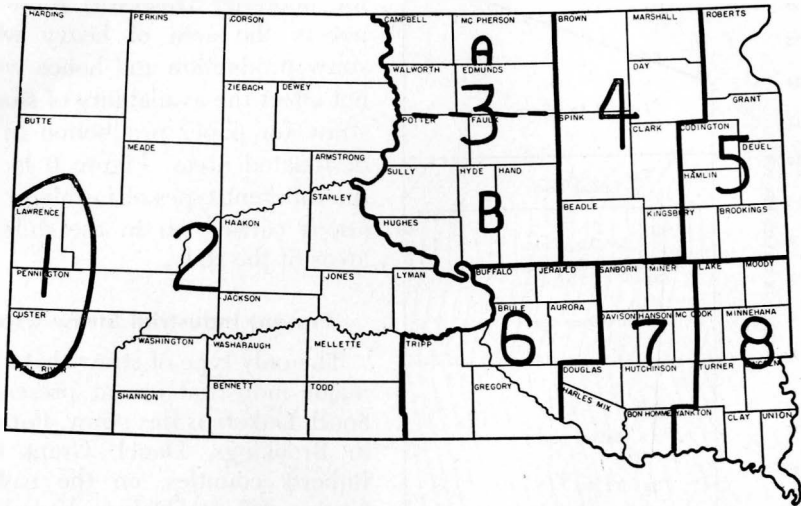 HARDING
PERKINS
CORSON
CAMPBELL
MC PHERSON
BROWN
MARSHALL
ROBERTS
A
WALWORTH
EDMUNDS
DAY
ZIEBACH
DEWEY
3
4
GRANT
BUTTE
POTTER
FAULK
SPINK
CLARK
CODINGTON
DEUEL
MEADE
ARMSTRONG
SULLY
HYDE
HAND
HAMLIN
5
LAWRENCE
HAAKON
STANLEY
B
BEADLE
KINGSBURY
BROOKINGS
1
2
HUGHES
PENNINGTON
JONES
LYMAN
BUFFALO
JERAULD
SANBORN
MINER
LAKE
MOODY
JACKSON
CUSTER
BRULE
AURORA
DAVISON
HANSON
MC COOK
MINNEHAHA
6
7
8
WASHINGTON
WASHABAUGH
MELLETTE
TRIPP
DOUGLAS
HUTCHINSON
TURNER
LINCOLN
FALL RIVER
SHANNON
BENNETT
TODD
GREGORY
CHARLES MIX
BON HOMME
YANKTON
CLAY
UNION